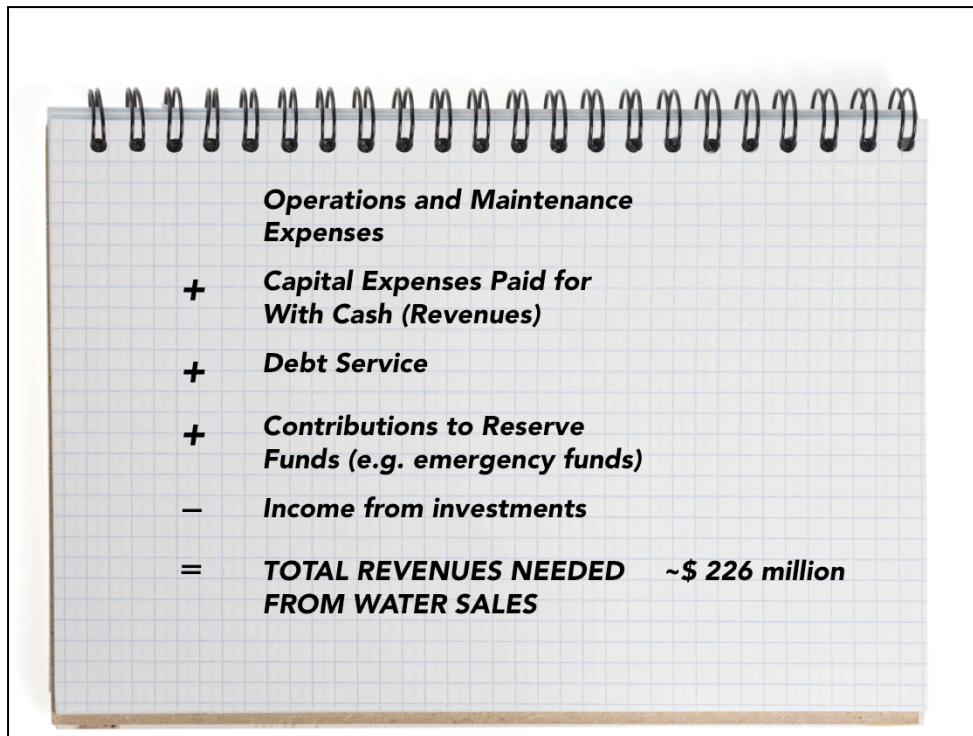 Operations and Maintenance
Expenses
+ Capital Expenses Paid for
With Cash (Revenues)
+ Debt Service
+ Contributions to Reserve
Funds (e.g. emergency funds)
– Income from investments
= TOTAL REVENUES NEEDED ~$ 226 million
FROM WATER SALES